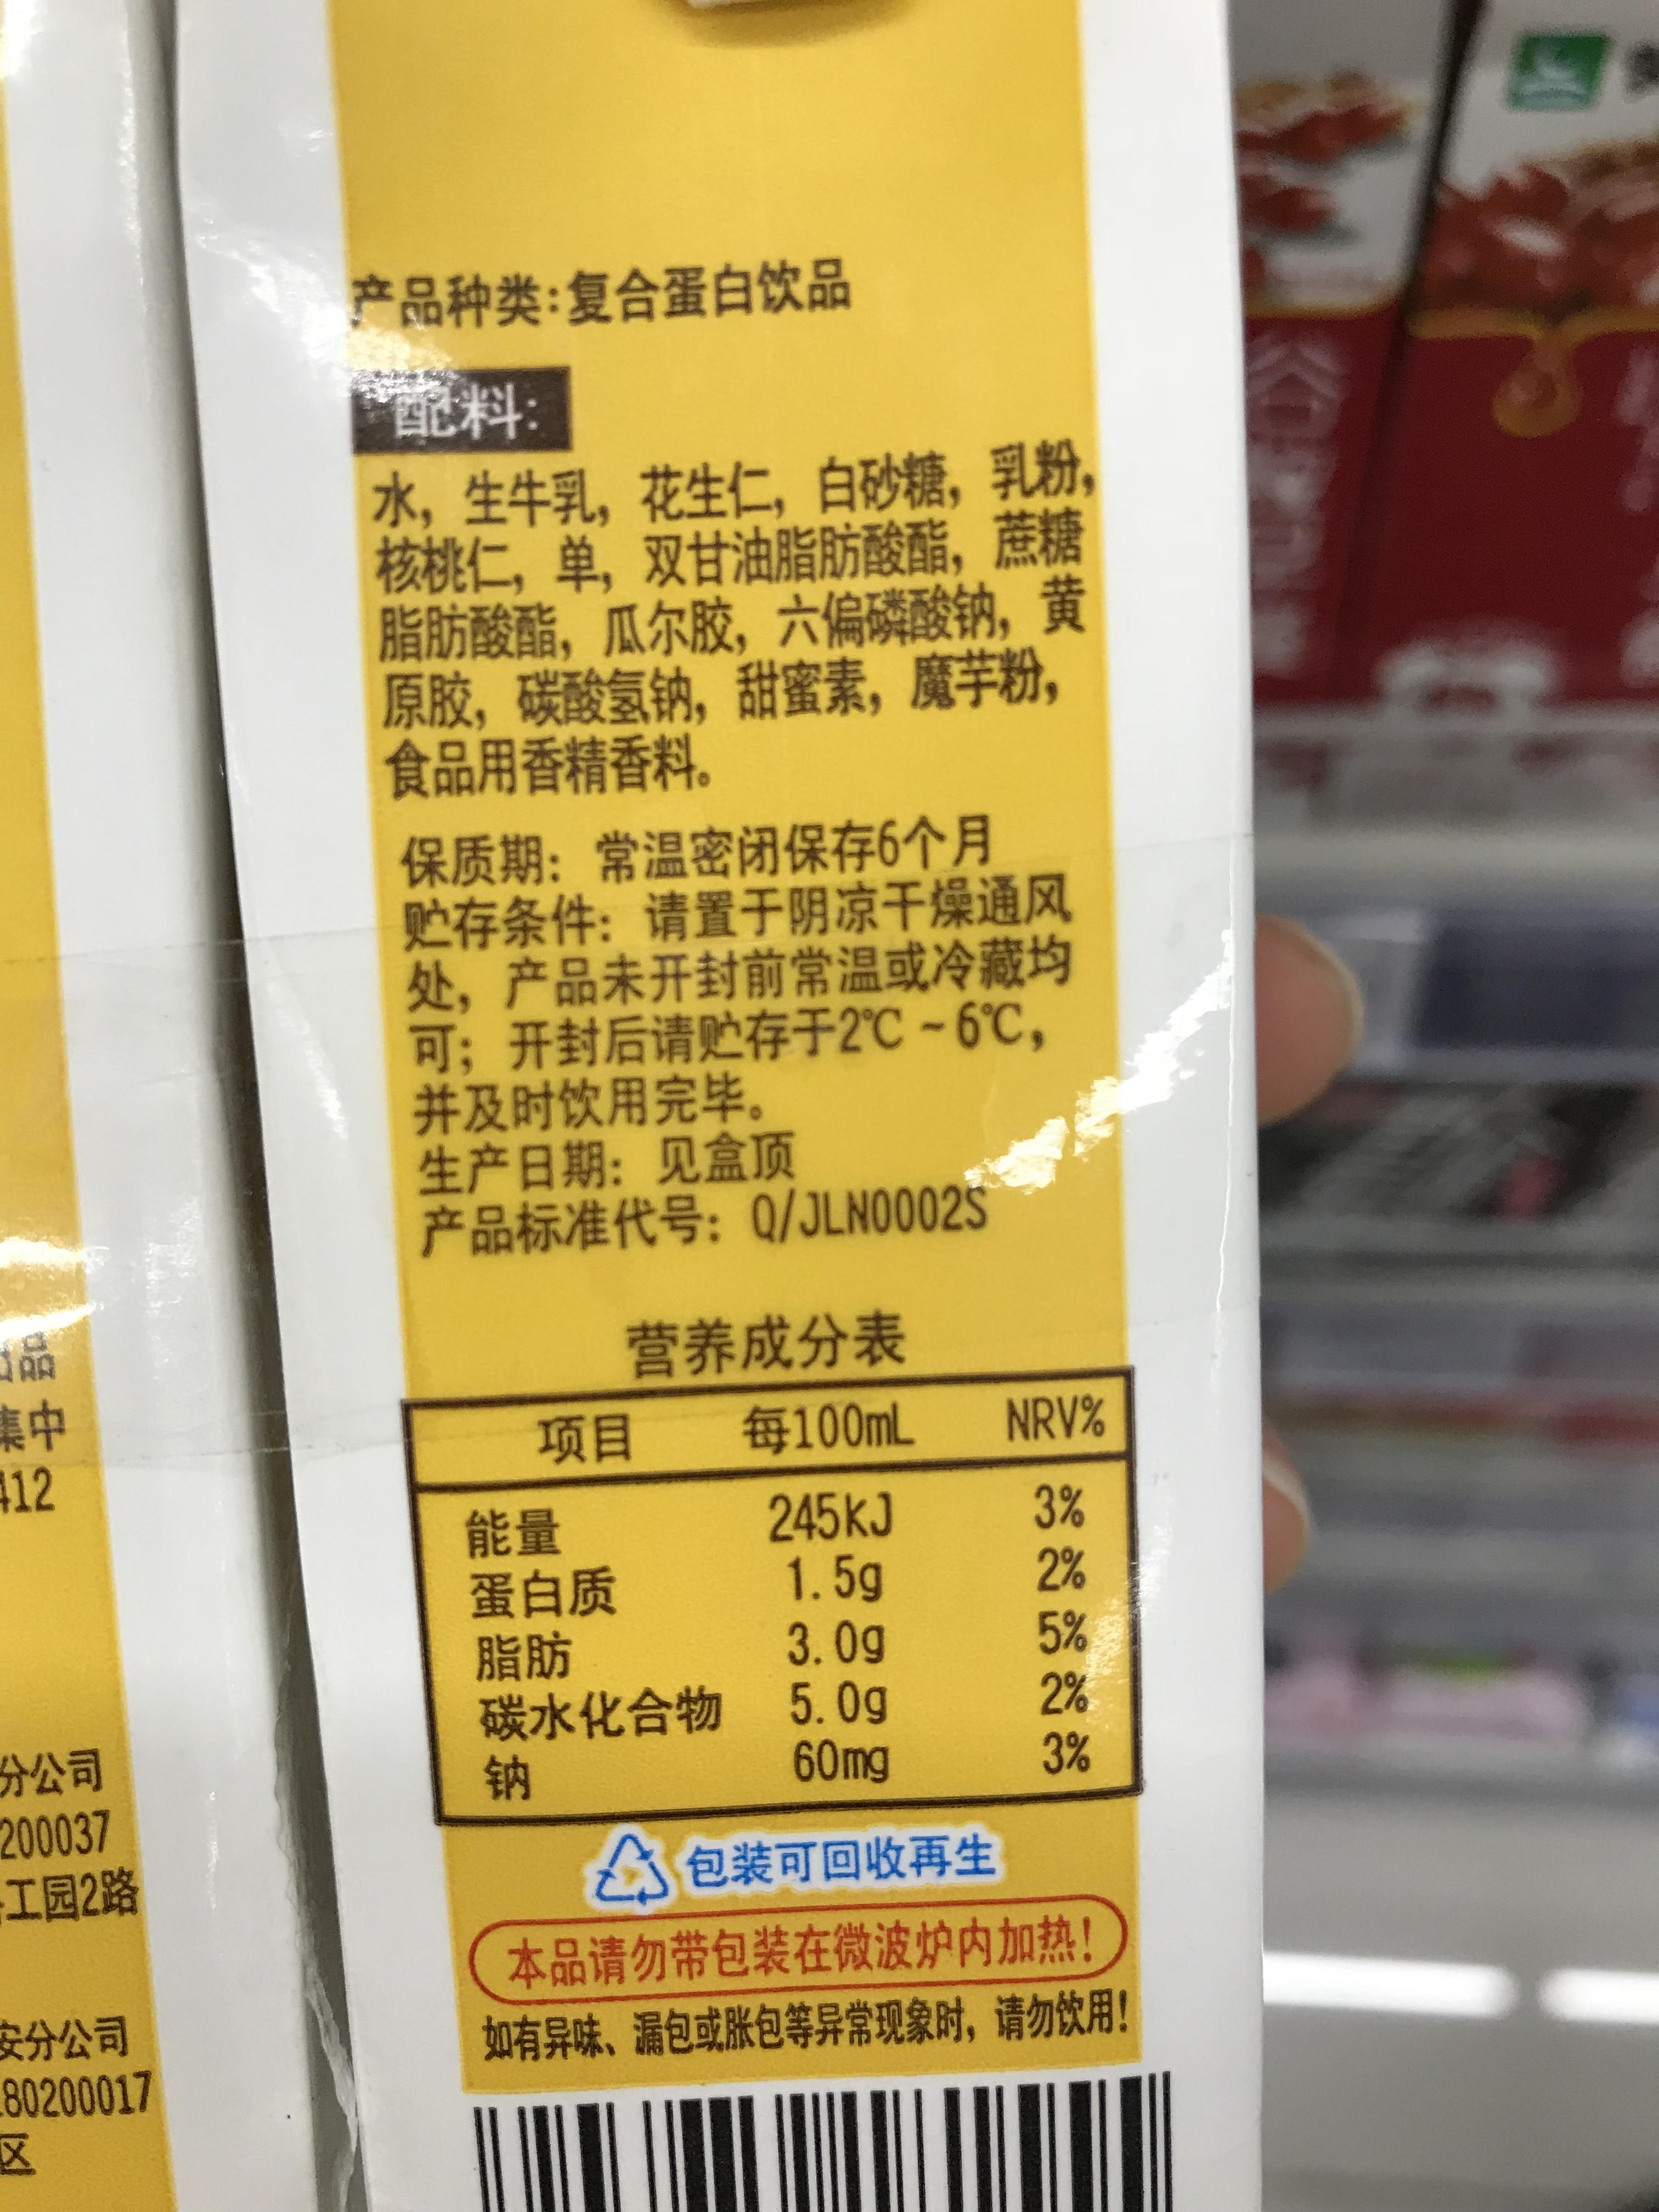 产品种类:复合蛋白饮品
配料:
水, 生牛乳, 花生仁, 白砂糖, 乳粉,
核桃仁, 单, 双甘油脂肪酸酯, 蔗糖
脂肪酸酯, 瓜尔胶, 六偏磷酸钠, 黄
原胶, 碳酸氢钠, 甜蜜素, 魔芋粉,
食品用香精香料。
保质期: 常温密闭保存6个月
贮存条件: 请置于阴凉干燥通风
处, 产品未开封前常温或冷藏均
可; 开封后请贮存于2℃~6℃,
并及时饮用完毕。
生产日期: 见盒顶
产品标准代号: Q/JLN0002S
营养成分表
项目 每100mL NRV%
能量 245kJ 3%
蛋白质 1.5g 2%
脂肪 3.0g 5%
碳水化合物 5.0g 2%
钠 60mg 3%
包装可回收再生
本品请勿带包装在微波炉内加热!
如有异味、漏包或胀包等异常现象时, 请勿饮用!
品
集中
412
分公司
200037
工园2路
安分公司
80200017
区